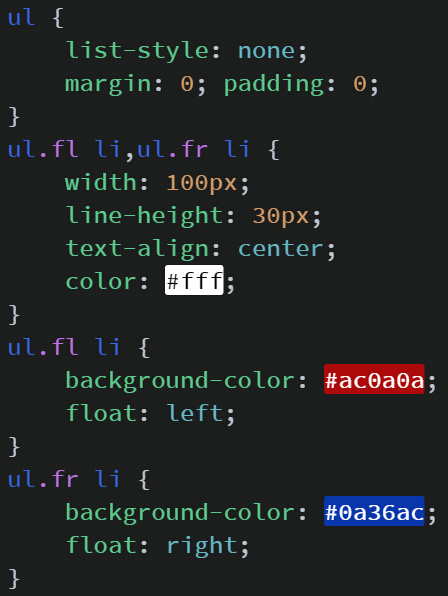 ul {
    list-style: none;
    margin: 0; padding: 0;
}
ul.fl li,ul.fr li {
    width: 100px;
    line-height: 30px;
    text-align: center;
    color: #fff;
}
ul.fl li {
    background-color: #ac0a0a;
    float: left;
}
ul.fr li {
    background-color: #0a36ac;
    float: right;
}